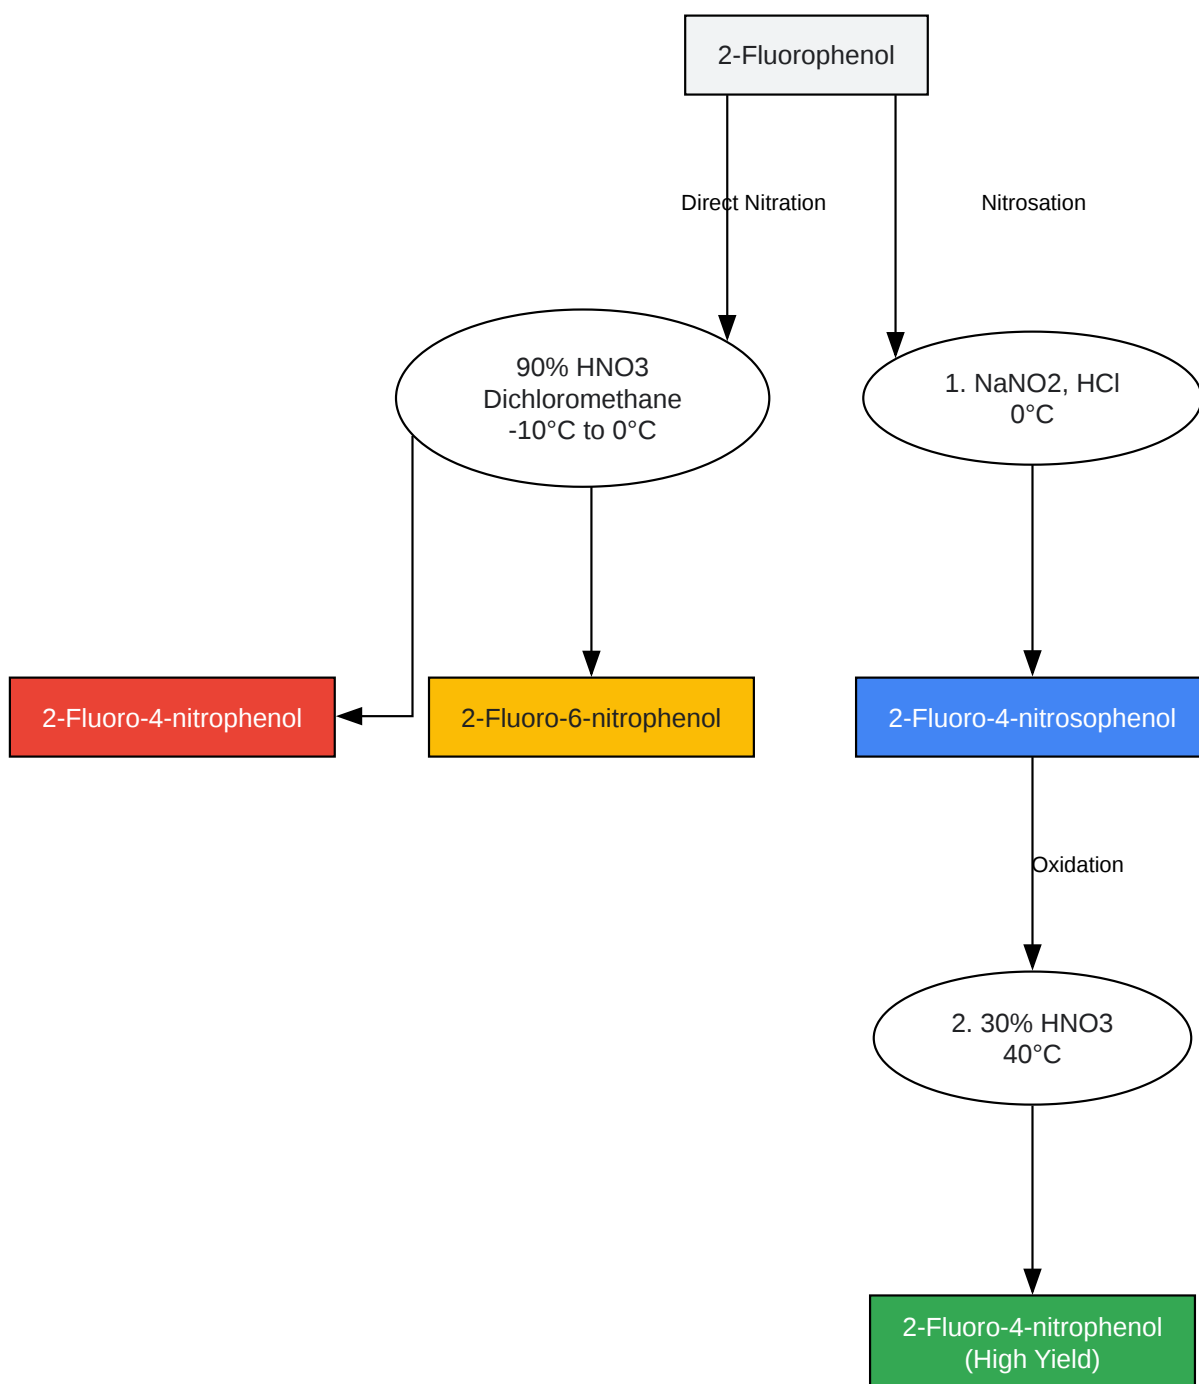 2-Fluorophenol
Direct Nitration
Nitrosation
90% HNO3
Dichloromethane
-10°C to 0°C
1. NaNO2, HCl
0°C
2-Fluoro-4-nitrophenol
2-Fluoro-6-nitrophenol
2-Fluoro-4-nitrosophenol
Oxidation
2. 30% HNO3
40°C
2-Fluoro-4-nitrophenol
(High Yield)